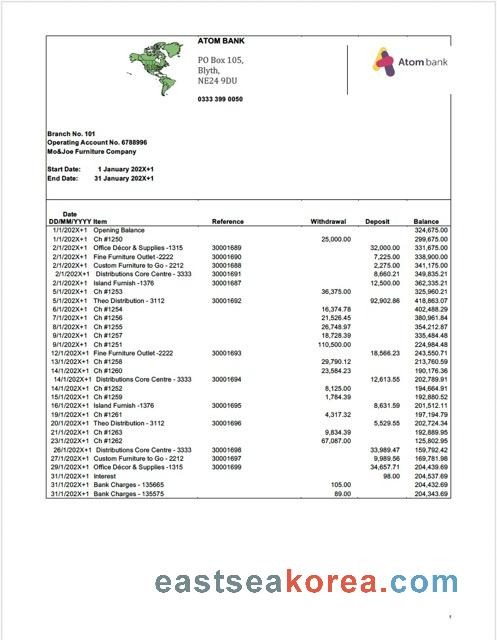 ATOM BANK
PO Box 105,
Blyth,
NE24 9DU
0333 399 0050
Atom bank
Branch No. 101
Operating Account No. 6788996
Mo&Joe Furniture Company
Start Date: 1 January 202X+1
End Date: 31 January 202X+1
Date
DD/MM/YYYY Item Reference Withdrawal Deposit Balance
1/1/202X+1 Opening Balance 324,675.00
1/1/202X+1 Ch #1250 25,000.00 299,675.00
2/1/202X+1 Office Décor & Supplies -1315 30001689 32,000.00 331,675.00
2/1/202X+1 Fine Furniture Outlet -2222 30001690 7,225.00 338,900.00
2/1/202X+1 Custom Furniture to Go - 2212 30001688 2,275.00 341,175.00
2/1/202X+1 Distributions Core Centre - 3333 30001691 8,660.21 349,835.21
2/1/202X+1 Island Furnish -1376 30001687 12,500.00 362,335.21
5/1/202X+1 Ch #1253 36,375.00 325,960.21
5/1/202X+1 Theo Distribution - 3112 30001692 92,902.86 418,863.07
6/1/202X+1 Ch #1254 16,374.78 402,488.29
7/1/202X+1 Ch #1256 21,526.45 380,961.84
8/1/202X+1 Ch #1255 26,748.97 354,212.87
9/1/202X+1 Ch #1257 18,728.39 335,484.48
9/1/202X+1 Ch #1251 110,500.00 224,984.48
12/1/202X+1 Fine Furniture Outlet -2222 30001693 18,566.23 243,550.71
13/1/202X+1 Ch #1258 29,790.12 213,760.59
14/1/202X+1 Ch #1260 23,584.23 190,176.36
14/1/202X+1 Distributions Core Centre - 3333 30001694 12,613.55 202,789.91
14/1/202X+1 Ch #1252 8,125.00 194,664.91
15/1/202X+1 Ch #1259 1,784.39 192,880.52
16/1/202X+1 Island Furnish -1376 30001695 8,631.59 201,512.11
19/1/202X+1 Ch #1261 4,317.32 197,194.79
20/1/202X+1 Theo Distribution - 3112 30001696 5,529.55 202,724.34
21/1/202X+1 Ch #1263 9,834.39 192,889.95
23/1/202X+1 Ch #1262 67,087.00 125,802.95
26/1/202X+1 Distributions Core Centre - 3333 30001698 33,989.47 159,792.42
27/1/202X+1 Custom Furniture to Go - 2212 30001697 9,989.56 169,781.98
29/1/202X+1 Office Décor & Supplies -1315 30001699 34,657.71 204,439.69
31/1/202X+1 Interest 98.00 204,537.69
31/1/202X+1 Bank Charges - 135665 105.00 204,432.69
31/1/202X+1 Bank Charges - 135575 89.00 204,343.69
eastseakorea.com